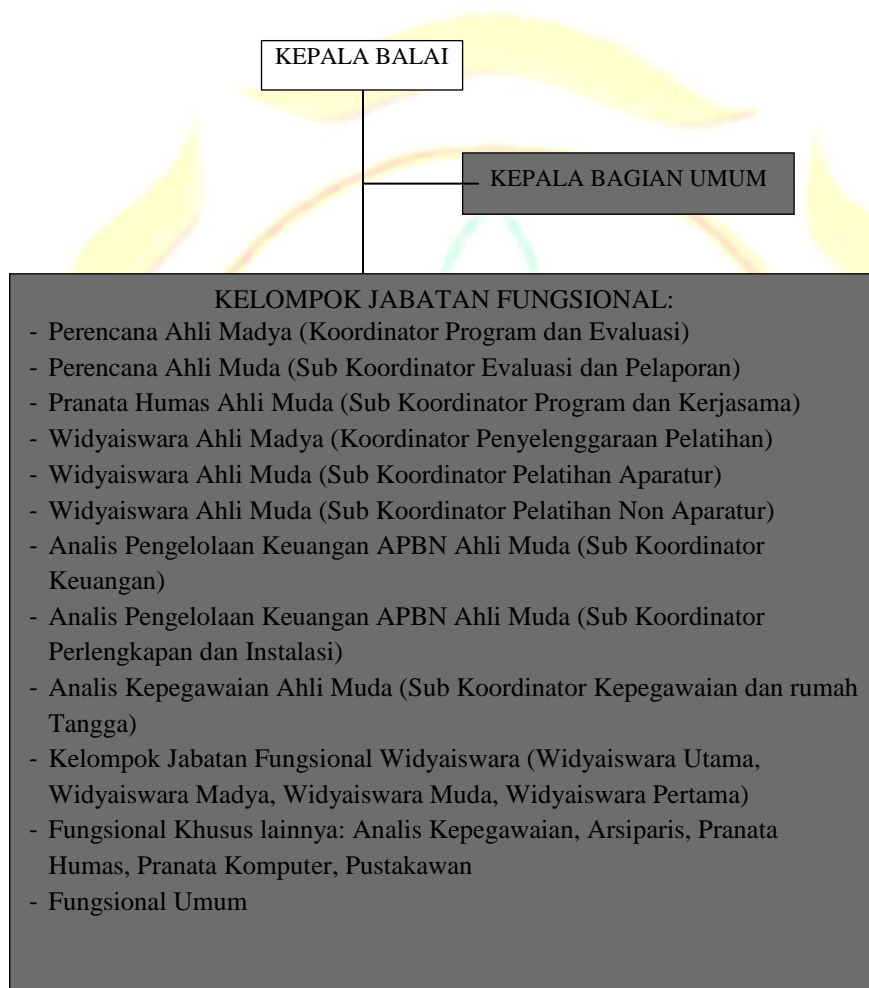 KEPALA BALAI
KEPALA BAGIAN UMUM
KELOMPOK JABATAN FUNGSIONAL:
- Perencana Ahli Madya (Koordinator Program dan Evaluasi)
- Perencana Ahli Muda (Sub Koordinator Evaluasi dan Pelaporan)
- Pranata Humas Ahli Muda (Sub Koordinator Program dan Kerjasama)
- Widyaiswara Ahli Madya (Koordinator Penyelenggaraan Pelatihan)
- Widyaiswara Ahli Muda (Sub Koordinator Pelatihan Aparatur)
- Widyaiswara Ahli Muda (Sub Koordinator Pelatihan Non Aparatur)
- Analis Pengelolaan Keuangan APBN Ahli Muda (Sub Koordinator
Keuangan)
- Analis Pengelolaan Keuangan APBN Ahli Muda (Sub Koordinator
Perlengkapan dan Instalasi)
- Analis Kepegawaian Ahli Muda (Sub Koordinator Kepegawaian dan rumah
Tangga)
- Kelompok Jabatan Fungsional Widyaiswara (Widyaiswara Utama,
Widyaiswara Madya, Widyaiswara Muda, Widyaiswara Pertama)
- Fungsional Khusus lainnya: Analis Kepegawaian, Arsiparis, Pranata
Humas, Pranata Komputer, Pustakawan
- Fungsional Umum